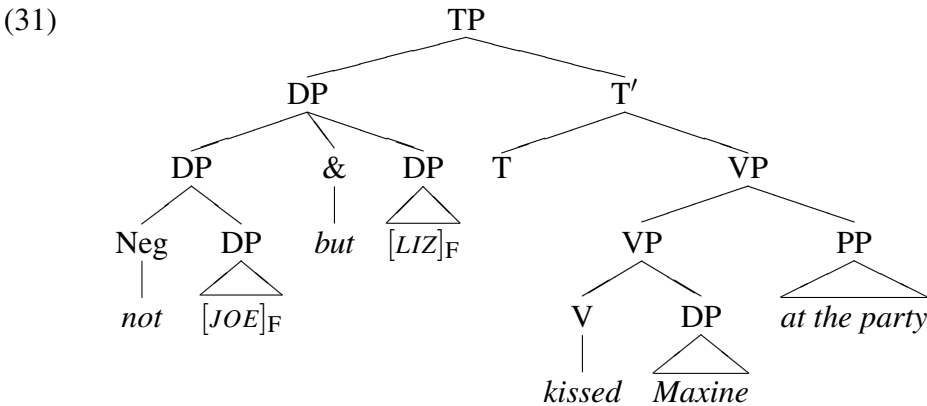 (31) TP
DP T′
DP & DP T VP
Neg DP but [LIZ]F VP PP
not [JOE]F V DP at the party
kissed Maxine